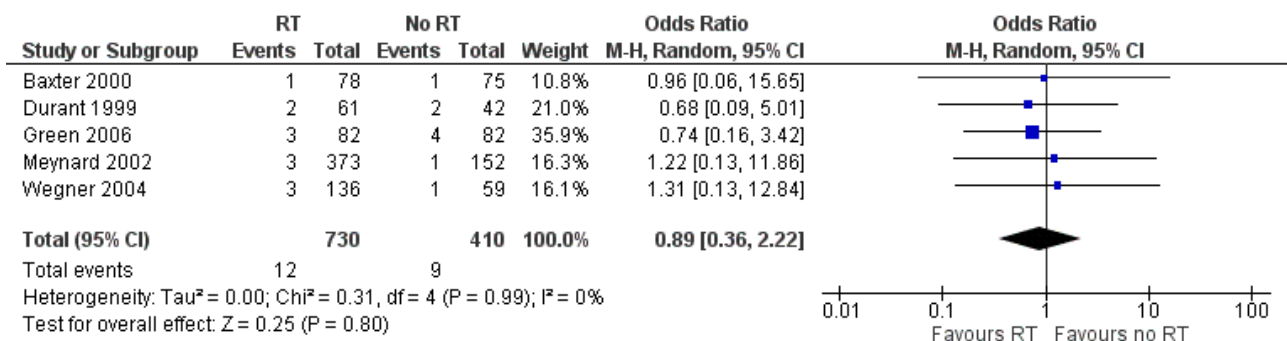 RT No RT Odds Ratio Odds Ratio
Study or Subgroup Events Total Events Total Weight M-H, Random, 95% CI M-H, Random, 95% CI
Baxter 2000 1 78 1 75 10.8% 0.96 [0.06, 15.65]
Durant 1999 2 61 2 42 21.0% 0.68 [0.09, 5.01]
Green 2006 3 82 4 82 35.9% 0.74 [0.16, 3.42]
Meynard 2002 3 373 1 152 16.3% 1.22 [0.13, 11.86]
Wegner 2004 3 136 1 59 16.1% 1.31 [0.13, 12.84]
Total (95% CI) 730 410 100.0% 0.89 [0.36, 2.22]
Total events 12 9
Heterogeneity: Tau² = 0.00; Chi² = 0.31, df = 4 (P = 0.99); I² = 0%
Test for overall effect: Z = 0.25 (P = 0.80)
0.01 0.1 1 10 100
Favours RT Favours no RT